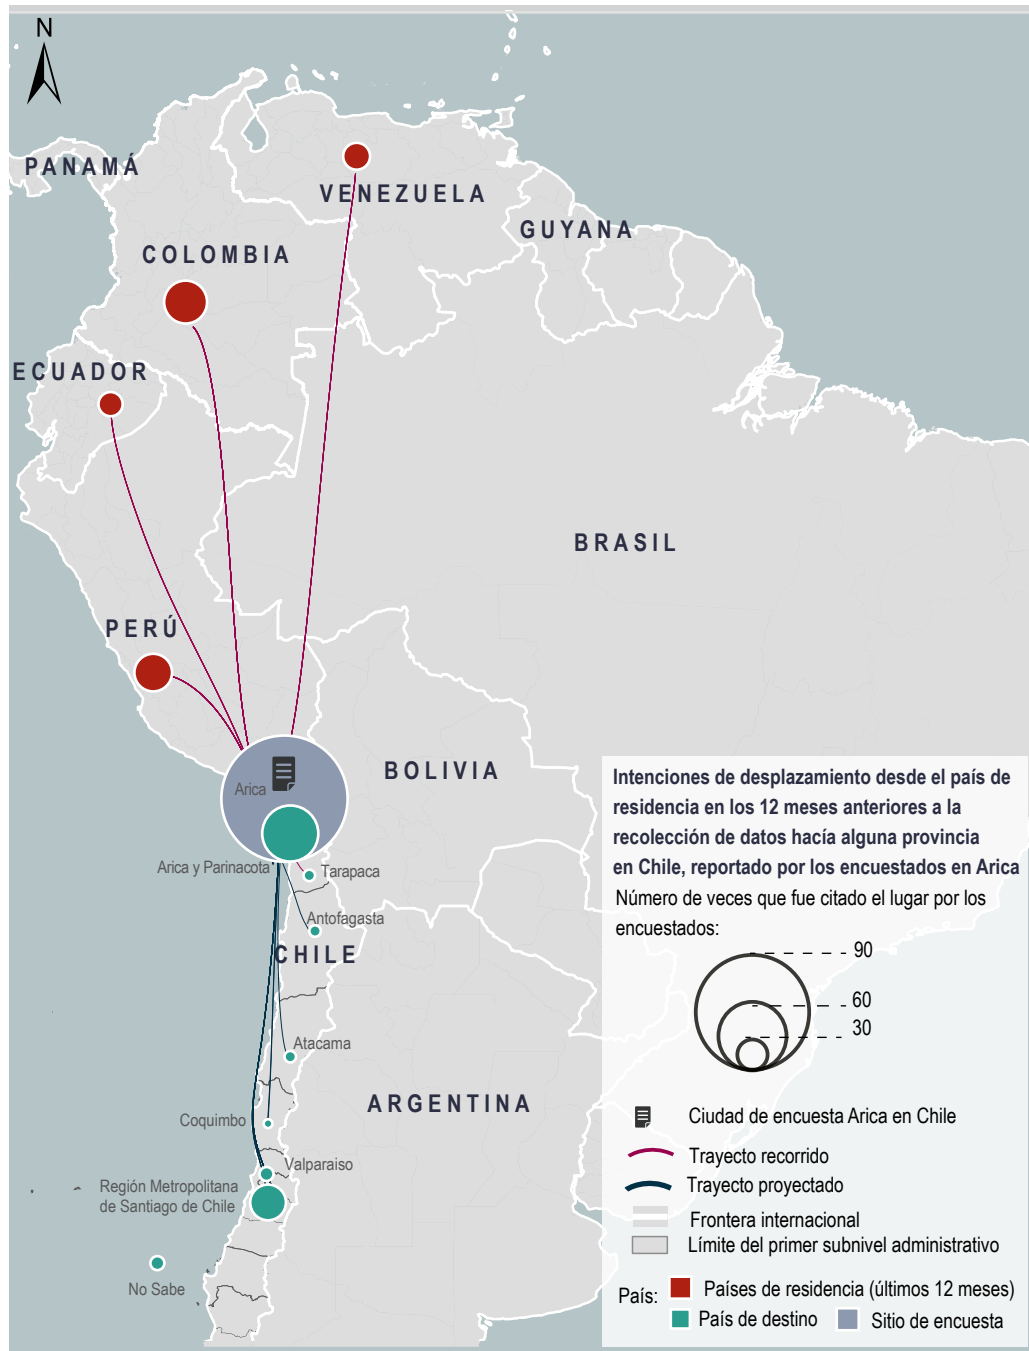 N
PANAMÁ
VENEZUELA
GUYANA
COLOMBIA
ECUADOR
BRASIL
PERÚ
BOLIVIA
Arica
Arica y Parinacota
Tarapaca
Antofagasta
CHILE
Atacama
ARGENTINA
Coquimbo
Valparaiso
Región Metropolitana
de Santiago de Chile
No Sabe
Intenciones de desplazamiento desde el país de
residencia en los 12 meses anteriores a la
recolección de datos hacía alguna provincia
en Chile, reportado por los encuestados en Arica
Número de veces que fue citado el lugar por los
encuestados:
90
60
30
Ciudad de encuesta Arica en Chile
Trayecto recorrido
Trayecto proyectado
Frontera internacional
Límite del primer subnivel administrativo
País: Países de residencia (últimos 12 meses)
País de destino Sitio de encuesta